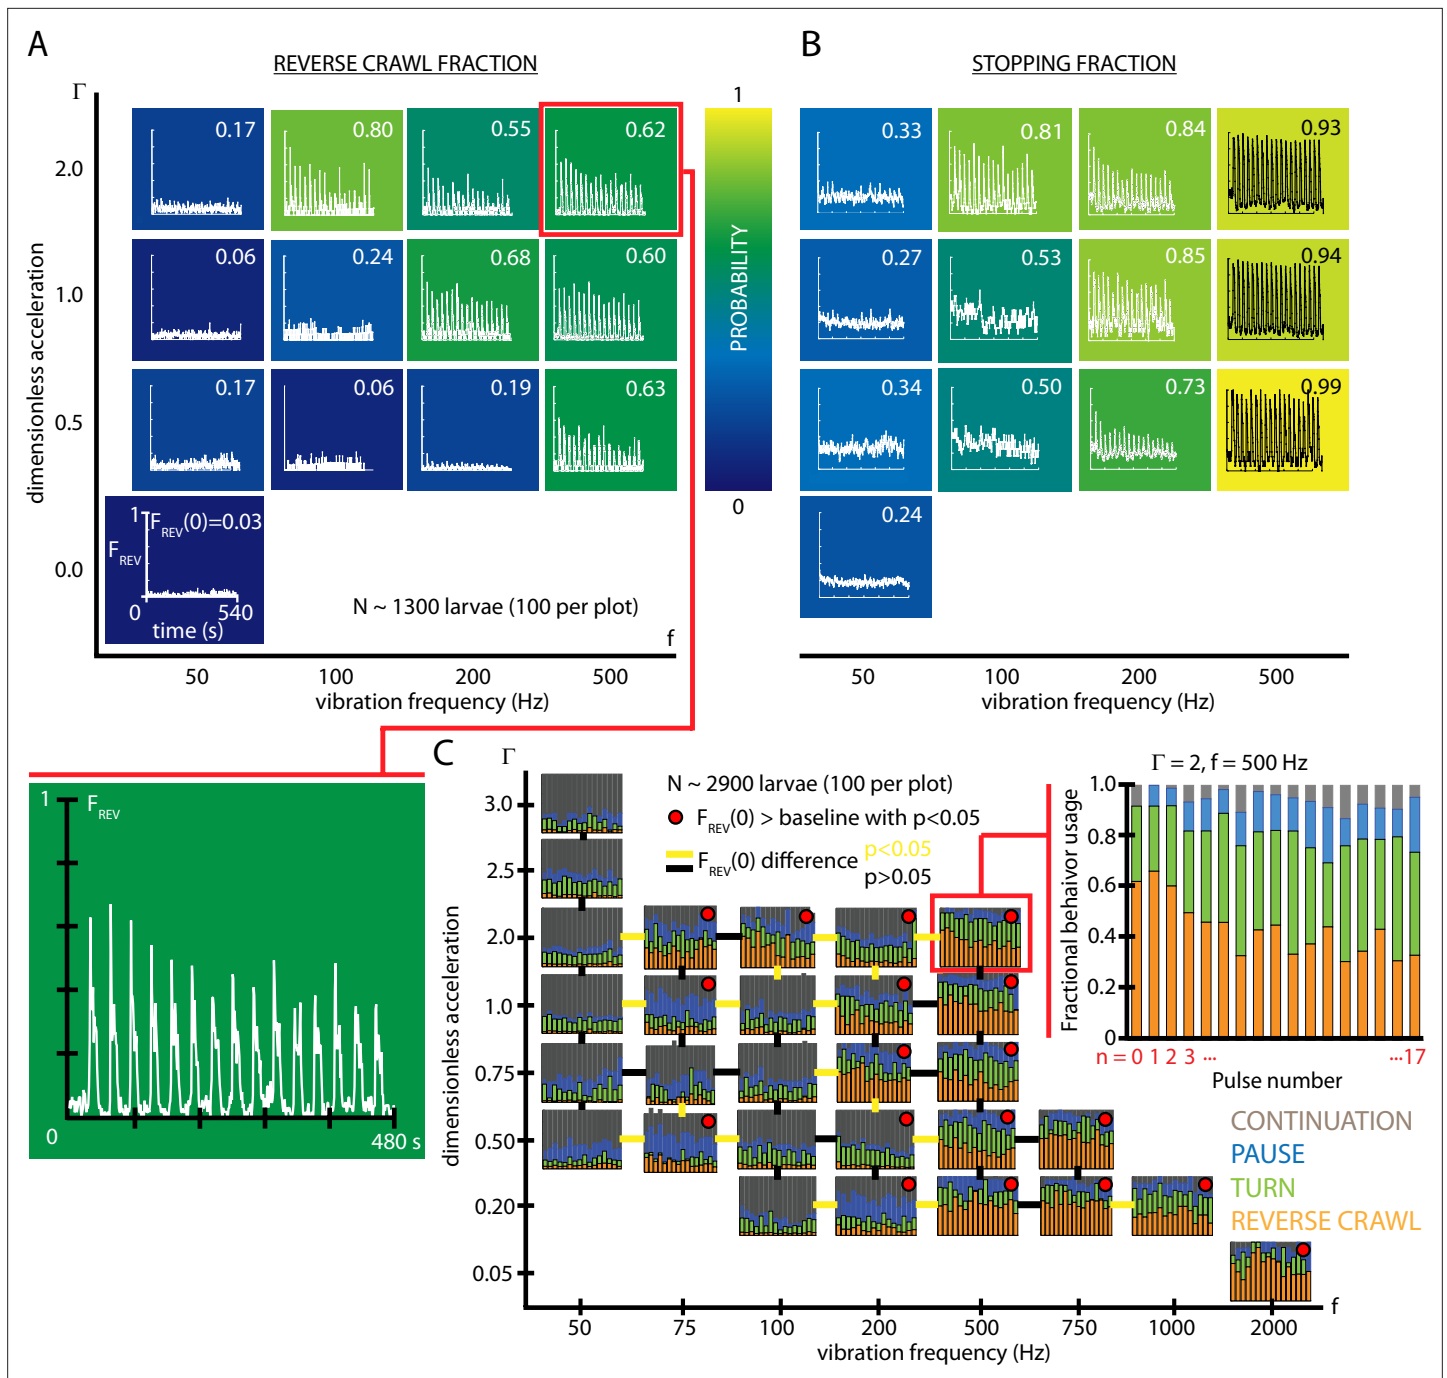 A
REVERSE CRAWL FRACTION
Γ
dimensionless acceleration
2.0
1.0
0.5
0.0
0.17
0.80
0.55
0.62
0.06
0.24
0.68
0.60
0.17
0.06
0.19
0.63
1
F_REV(0)=0.03
F_REV
0
540
time (s)
N ~ 1300 larvae (100 per plot)
f
50
100
200
500
vibration frequency (Hz)
1
PROBABILITY
0
B
STOPPING FRACTION
0.33
0.81
0.84
0.93
0.27
0.53
0.85
0.94
0.34
0.50
0.73
0.99
0.24
50
100
200
500
vibration frequency (Hz)
1
F_REV
0
480 s
C
Γ
dimensionless acceleration
3.0
2.5
2.0
1.0
0.75
0.50
0.20
0.05
N ~ 2900 larvae (100 per plot)
F_REV(0) > baseline with p<0.05
F_REV(0) difference
p<0.05
p>0.05
50
75
100
200
500
750
1000
2000
f
vibration frequency (Hz)
Γ = 2, f = 500 Hz
Fractional behaivor usage
1.0
0.8
0.6
0.4
0.2
0
n = 0 1 2 3 ... ...17
Pulse number
CONTINUATION
PAUSE
TURN
REVERSE CRAWL